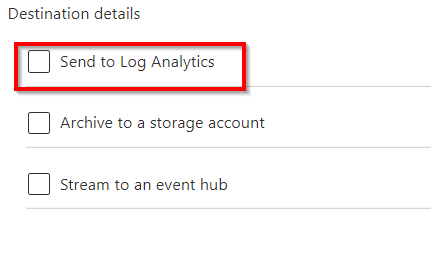 Destination details
Send to Log Analytics
Archive to a storage account
Stream to an event hub